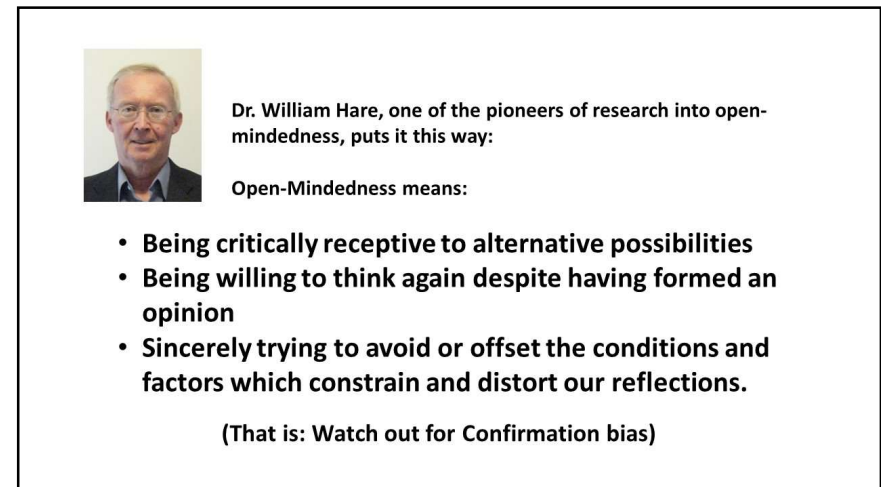 Dr. William Hare, one of the pioneers of research into open-
mindedness, puts it this way:
Open-Mindedness means:
• Being critically receptive to alternative possibilities
• Being willing to think again despite having formed an
opinion
• Sincerely trying to avoid or offset the conditions and
factors which constrain and distort our reflections.
(That is: Watch out for Confirmation bias)